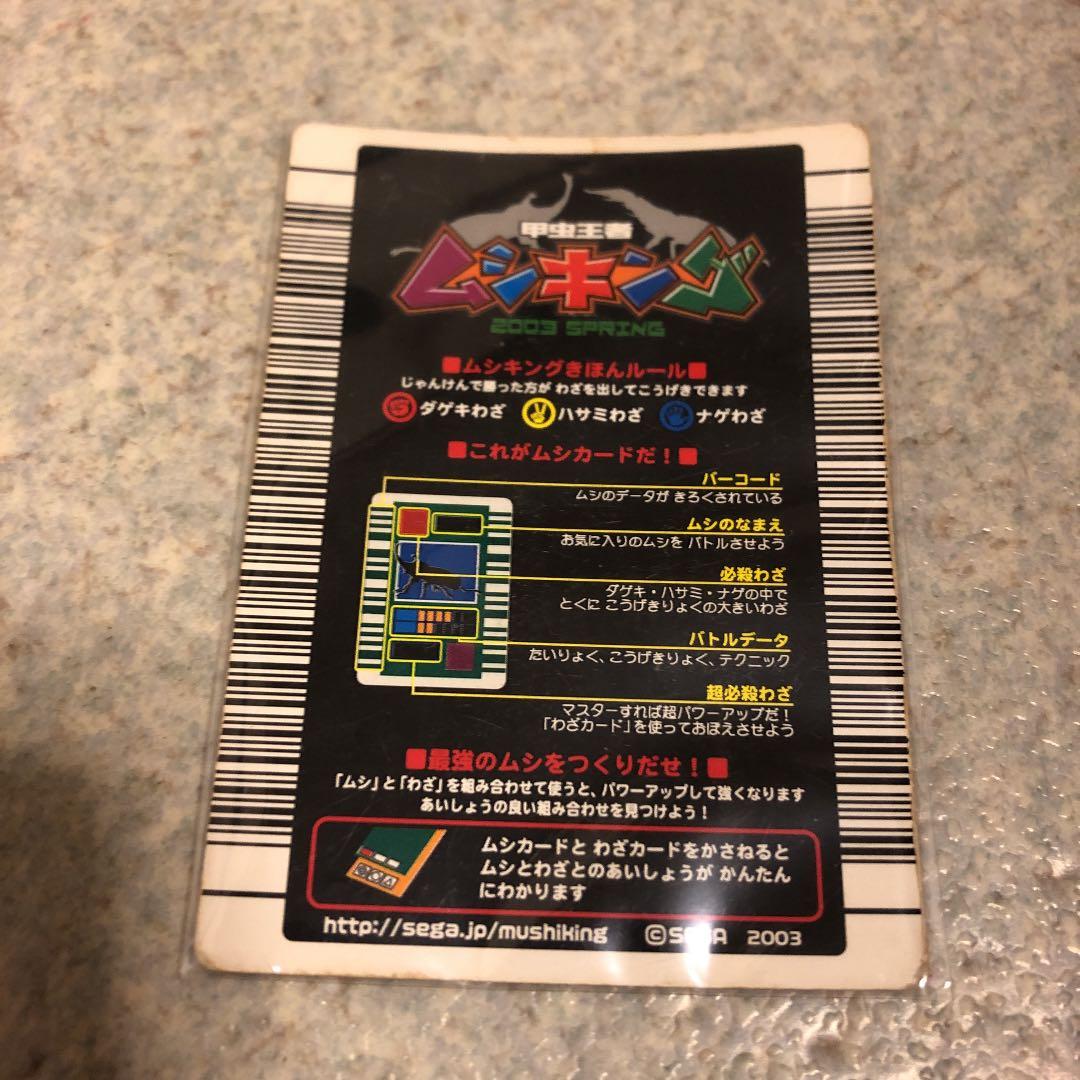 甲虫王者
ムシキング
2003 SPRING
■ムシキングきほんルール■
じゃんけんで勝った方が わざを出してこうげきできます
ダゲキわざ ハサミわざ ナゲわざ
■これがムシカードだ!■
バーコード
ムシのデータが きろくされている
ムシのなまえ
お気に入りのムシを バトルさせよう
必殺わざ
ダゲキ・ハサミ・ナゲの中で
とくに こうげきりょくの大きいわざ
バトルデータ
たいりょく、こうげきりょく、テクニック
超必殺わざ
マスターすれば超パワーアップだ!
「わざカード」を使っておぼえさせよう
■最強のムシをつくりだせ!■
「ムシ」と「わざ」を組み合わせて使うと、パワーアップして強くなります
あいしょうの良い組み合わせを見つけよう!
ムシカードと わざカードをかさねると
ムシとわざとのあいしょうが かんたん
にわかります
http://sega.jp/mushiking ©SEGA 2003